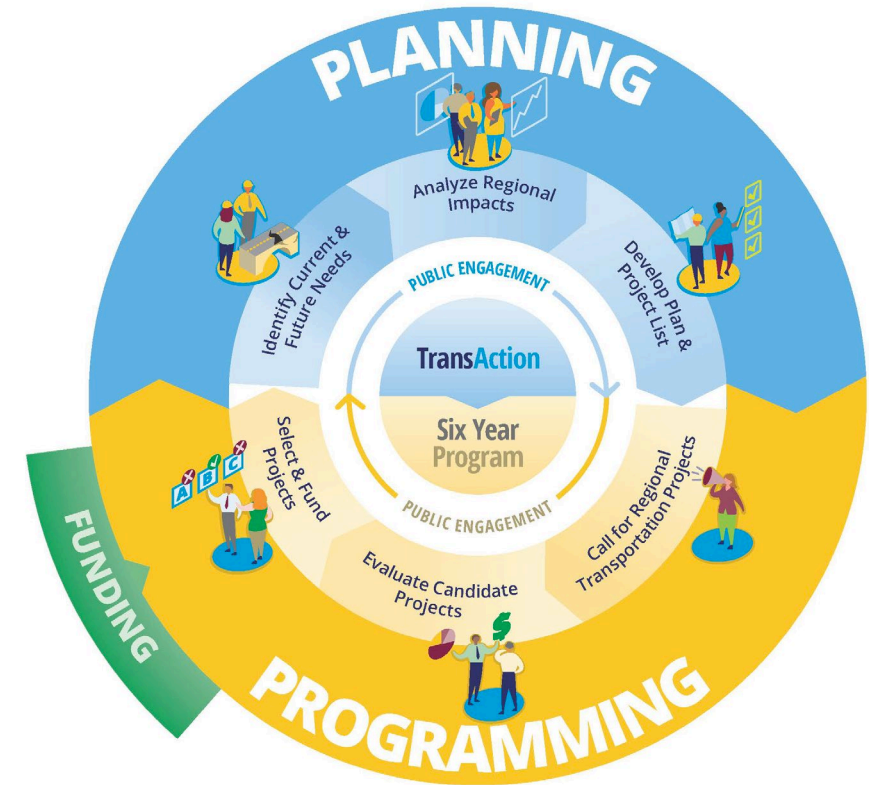 PLANNING
Analyze Regional
Impacts
Identify Current &
Future Needs
Develop Plan &
Project List
PUBLIC ENGAGEMENT
TransAction
Six Year
Program
PUBLIC ENGAGEMENT
Select & Fund
Projects
A B C
Call for Regional
Transportation Projects
Evaluate Candidate
Projects
$
FUNDING
PROGRAMMING